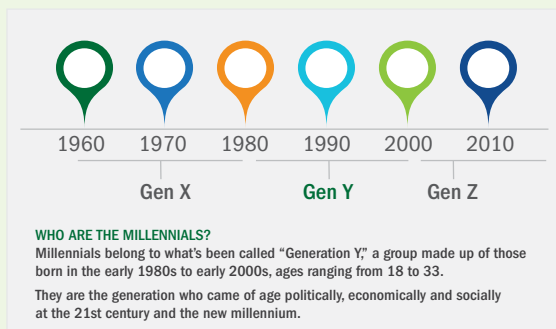 1960 1970 1980 1990 2000 2010
Gen X Gen Y Gen Z
WHO ARE THE MILLENNIALS?
Millennials belong to what's been called “Generation Y,” a group made up of those
born in the early 1980s to early 2000s, ages ranging from 18 to 33.
They are the generation who came of age politically, economically and socially
at the 21st century and the new millennium.